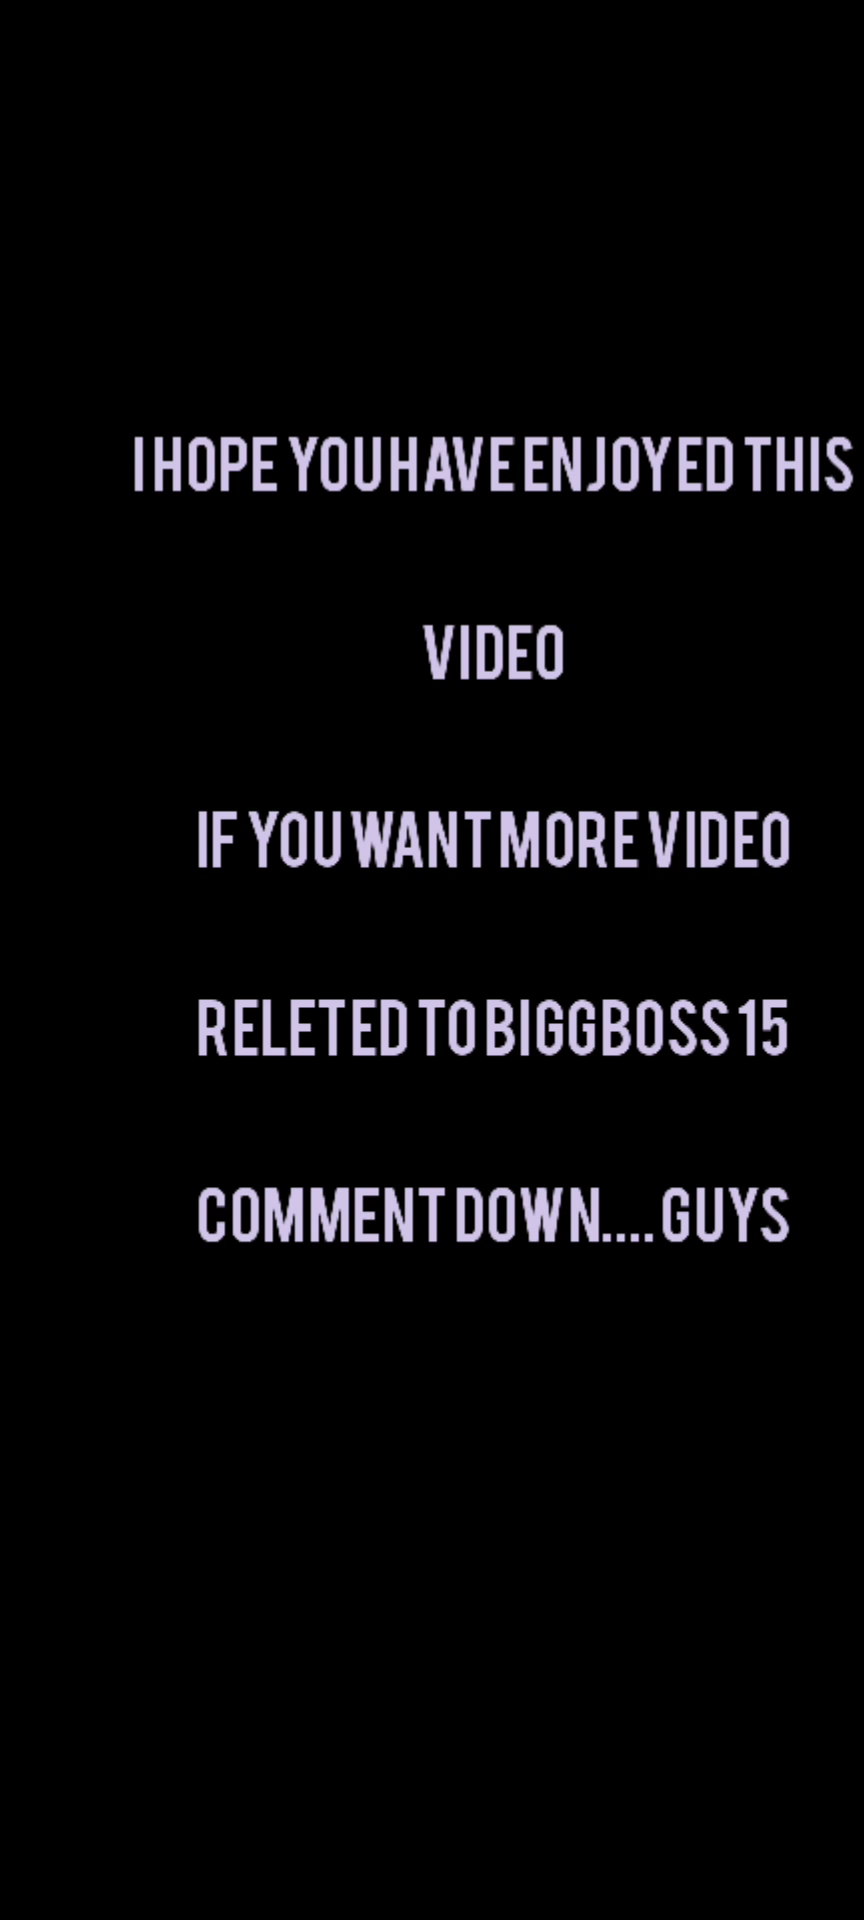 I HOPE YOU HAVE ENJOYED THIS
VIDEO
IF YOU WANT MORE VIDEO
RELETED TO BIGGBOSS 15
COMMENT DOWN.... GUYS